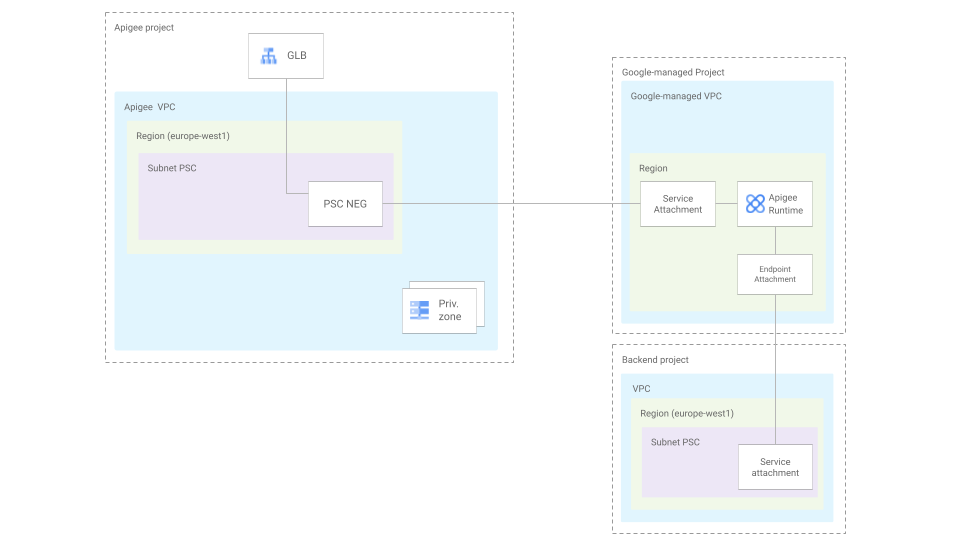 Apigee project
GLB
Apigee VPC
Region (europe-west1)
Subnet PSC
PSC NEG
Priv.
zone
Google-managed Project
Google-managed VPC
Region
Service
Attachment
Apigee
Runtime
Endpoint
Attachment
Backend project
VPC
Region (europe-west1)
Subnet PSC
Service
attachment